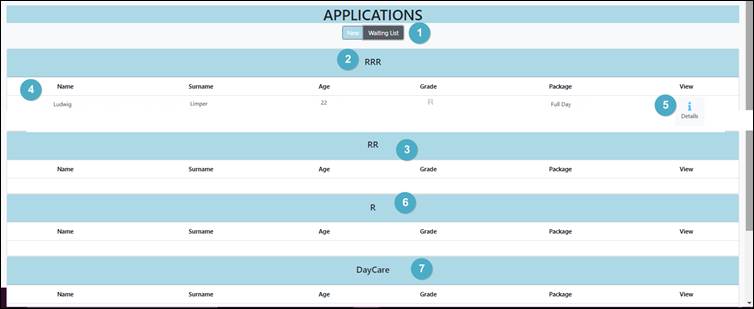 APPLICATIONS
New Waiting List 1
2 RRR
4 Name Surname Age Grade Package View
Ludwig Limper 22 R Full Day 5 Details
RR 3
Name Surname Age Grade Package View
R 6
Name Surname Age Grade Package View
DayCare 7
Name Surname Age Grade Package View